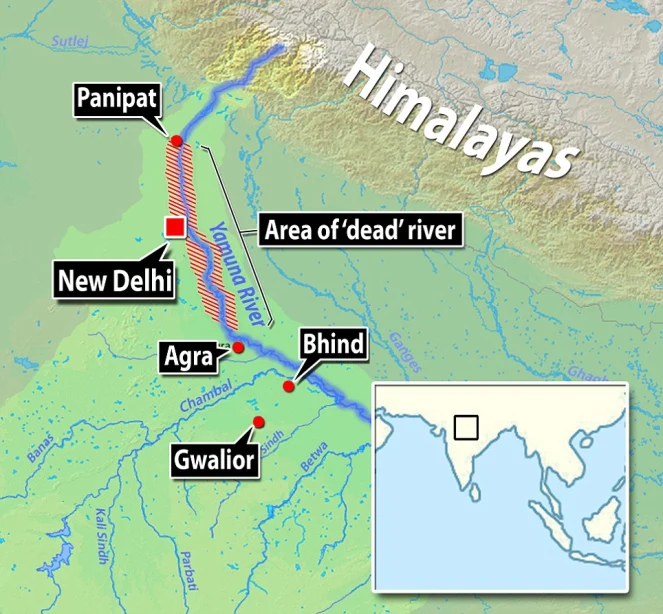 Sutlej
Himalayas
Panipat
Area of 'dead' river
Yamuna River
New Delhi
Agra
Bhind
Ganges
Chambal
Gwalior
Sindh
Betwa
Banas
Kali Sindh
Parbati